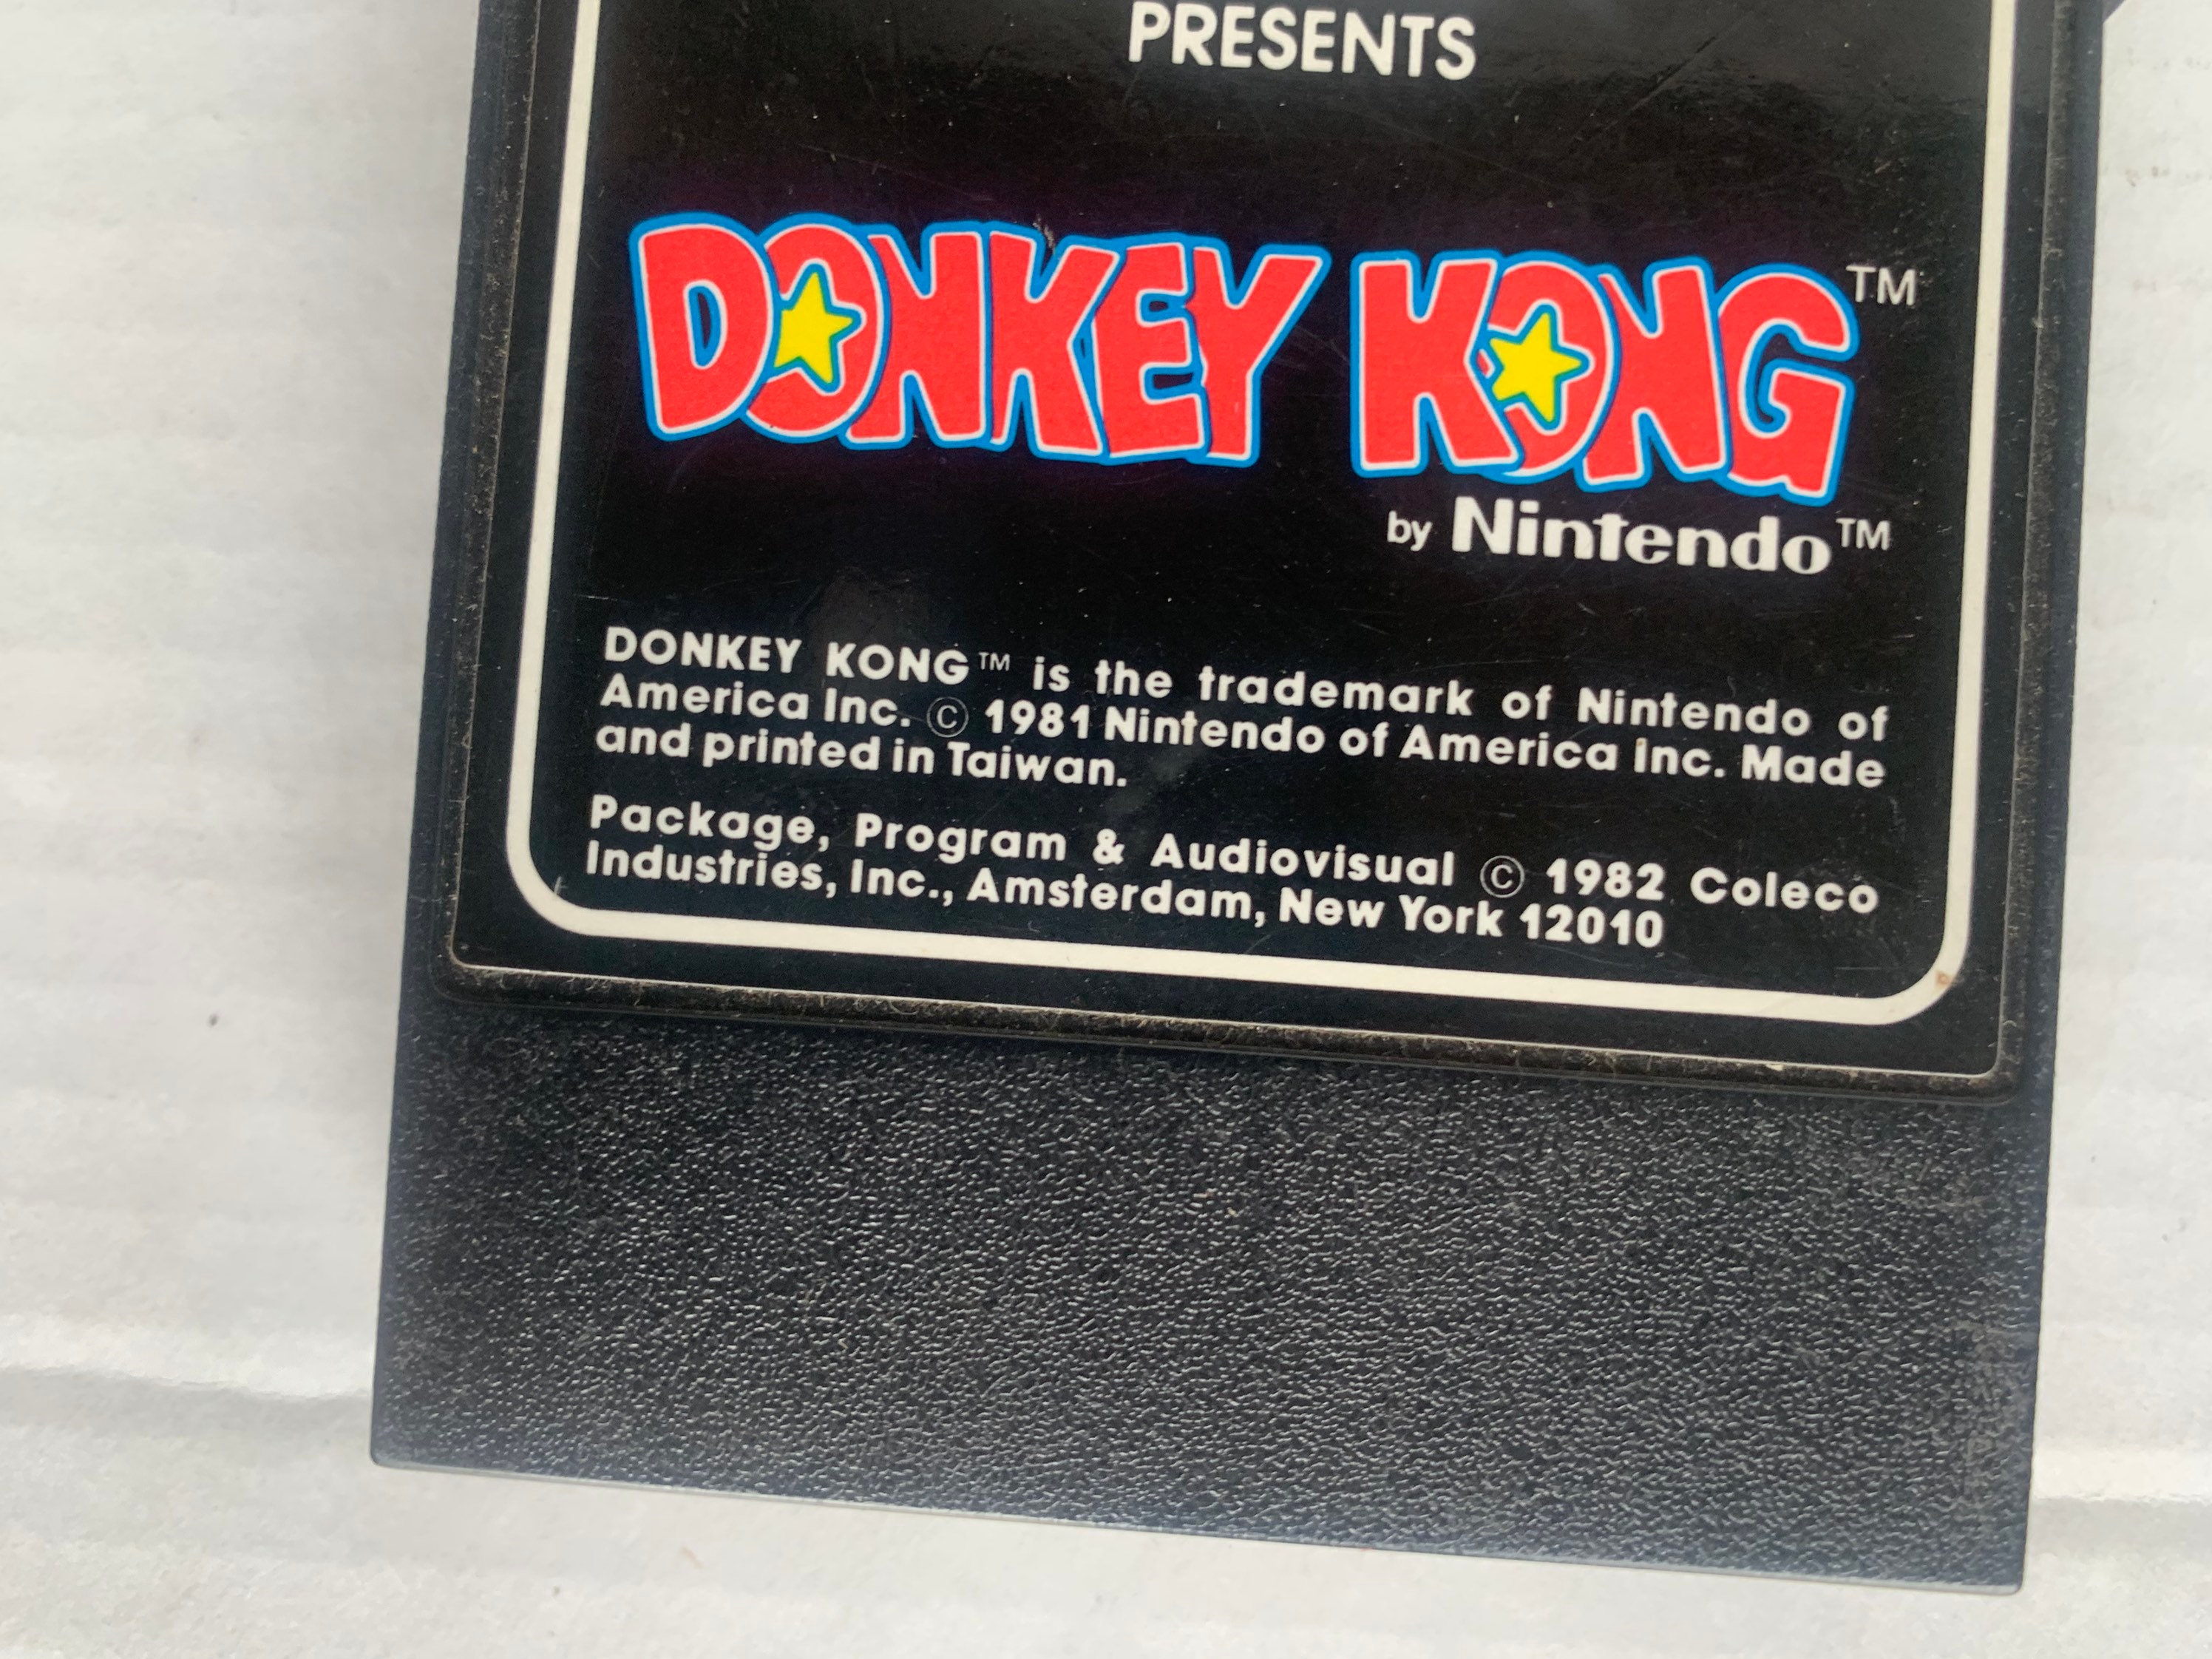 PRESENTS
DONKEY KONG™
by Nintendo™
DONKEY KONG™ is the trademark of Nintendo of
America Inc. © 1981 Nintendo of America Inc. Made
and printed in Taiwan.
Package, Program & Audiovisual © 1982 Coleco
Industries, Inc., Amsterdam, New York 12010